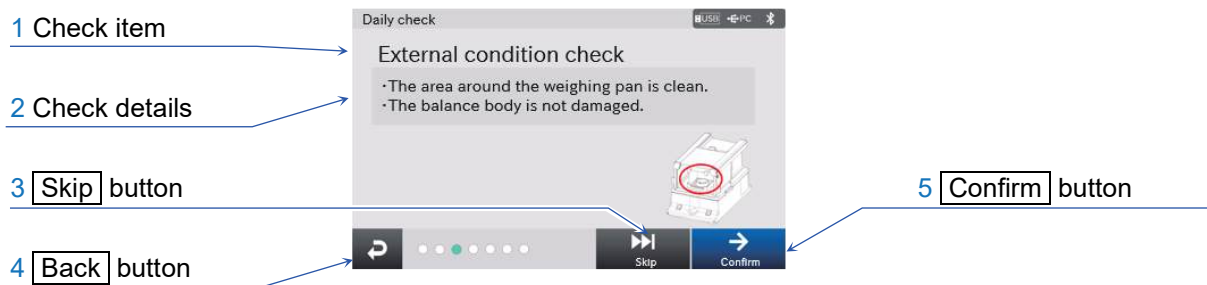 1 Check item
2 Check details
3 Skip button
4 Back button
Daily check
USB PC
External condition check
・The area around the weighing pan is clean.
・The balance body is not damaged.
Skip
Confirm
5 Confirm button